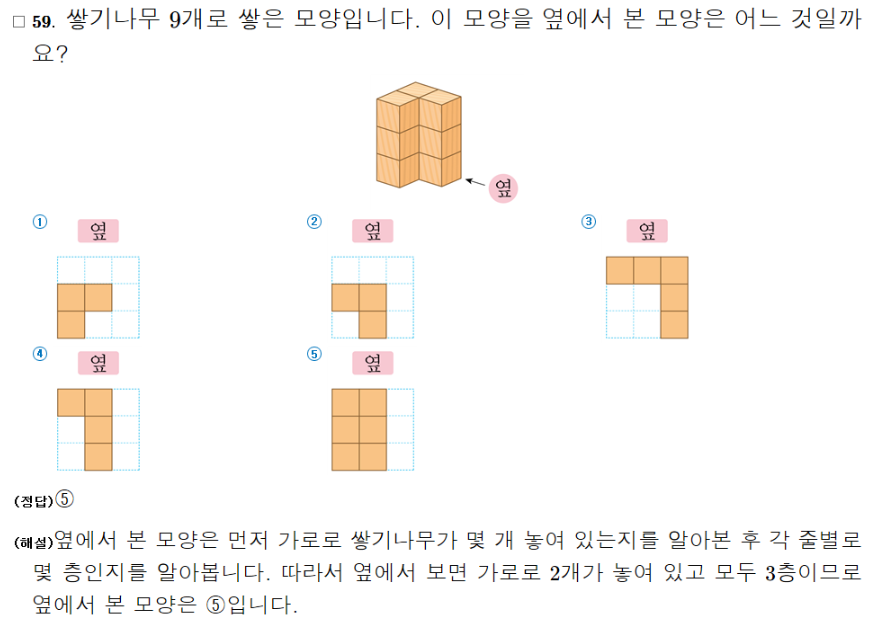 □ 59. 쌓기나무 9개로 쌓은 모양입니다. 이 모양을 옆에서 본 모양은 어느 것일까
요?
옆
① 옆 ② 옆 ③ 옆
④ 옆 ⑤ 옆
(정답)⑤
(해설)옆에서 본 모양은 먼저 가로로 쌓기나무가 몇 개 놓여 있는지를 알아본 후 각 줄별로
몇 층인지를 알아봅니다. 따라서 옆에서 보면 가로로 2개가 놓여 있고 모두 3층이므로
옆에서 본 모양은 ⑤입니다.